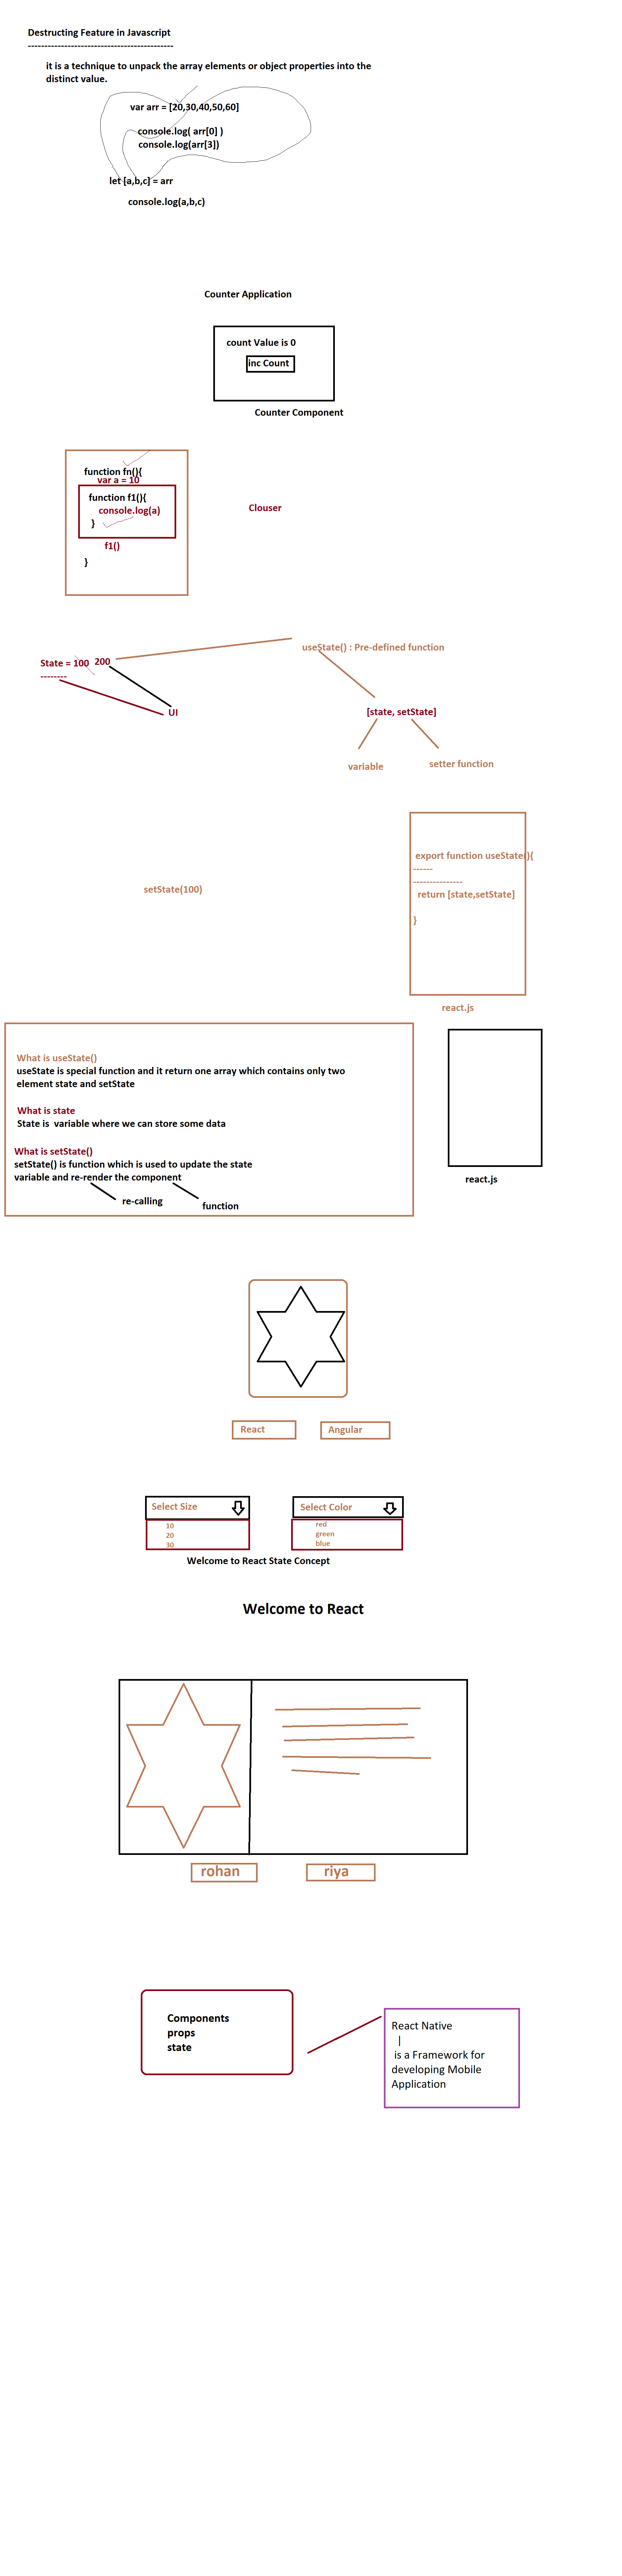 Destructing Feature in Javascript
--------------------------------------------
it is a technique to unpack the array elements or object properties into the
distinct value.
var arr = [20,30,40,50,60]
console.log( arr[0] )
console.log(arr[3])
let [a,b,c] = arr
console.log(a,b,c)
Counter Application
count Value is 0
inc Count
Counter Component
function fn(){
var a = 10
function f1(){
console.log(a)
}
f1()
}
Clouser
useState() : Pre-defined function
State = 100 200
--------
UI
[state, setState]
variable
setter function
export function useState(){
------
---------------
return [state,setState]
}
setState(100)
react.js
What is useState()
useState is special function and it return one array which contains only two
element state and setState
What is state
State is  variable where we can store some data
What is setState()
setState() is function which is used to update the state
variable and re-render the component
re-calling
function
react.js
React
Angular
Select Size
Select Color
10
20
30
red
green
blue
Welcome to React State Concept
Welcome to React
rohan
riya
Components
props
state
React Native
|
is a Framework for
developing Mobile
Application